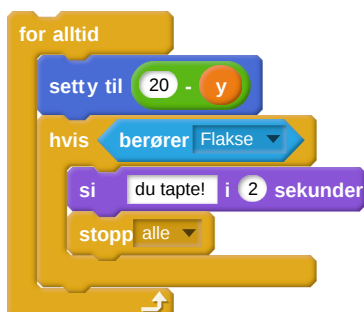 for alltid
sett y til 20 - y
hvis berører Flakse
si du tapte! i 2 sekunder
stopp alle